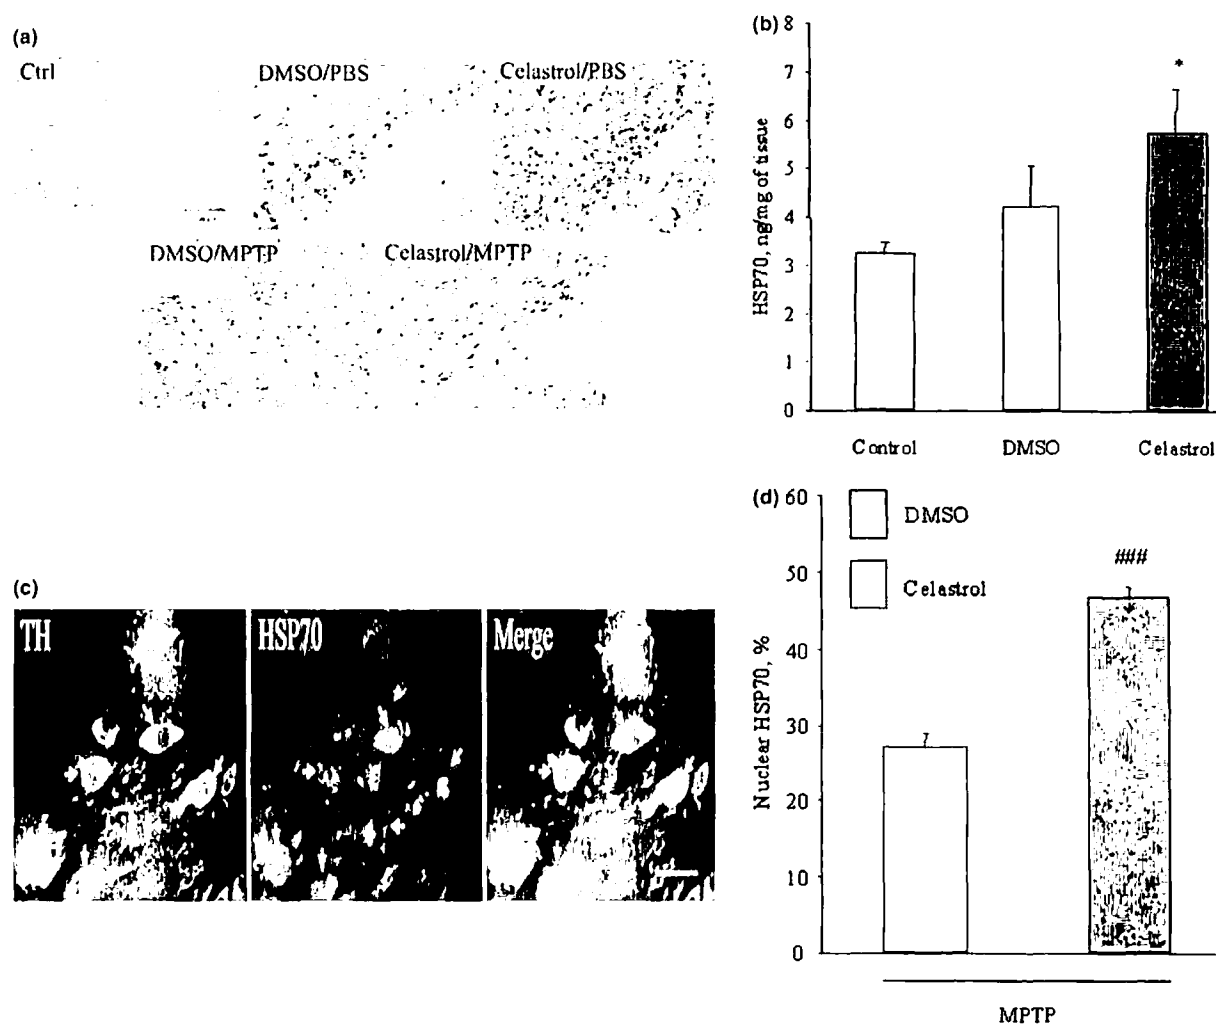 (a)
Ctrl
DMSO/PBS
Celastrol/PBS
DMSO/MPTP
Celastrol/MPTP
(b)
8
7
6
5
4
3
2
1
0
HSP70, ng/mg of tissue
*
Control
DMSO
Celastrol
(c)
TH
HSP70
Merge
(d)
60
50
40
30
20
10
0
Nuclear HSP70, %
DMSO
Celastrol
###
MPTP